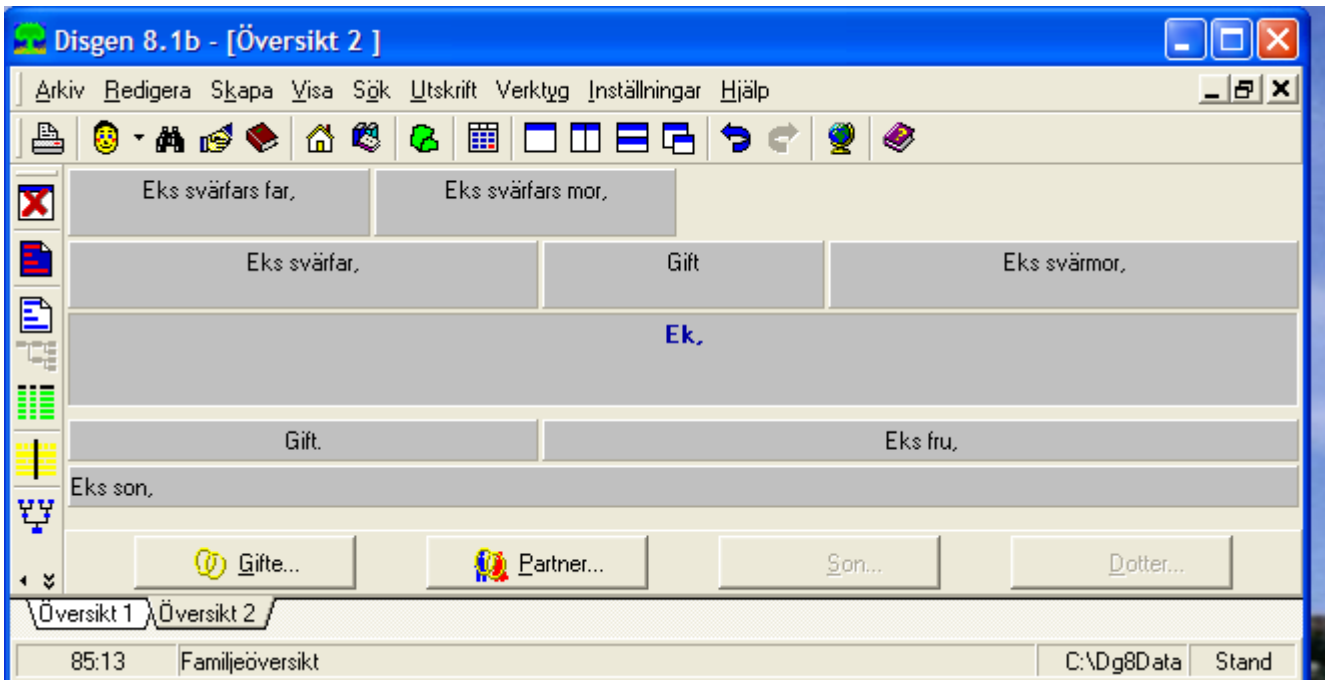 Disgen 8.1b - [Översikt 2 ]
Arkiv Redigera Skapa Visa Sök Utskrift Verktyg Inställningar Hjälp
Eks svärfars far, Eks svärfars mor,
Eks svärfar, Gift Eks svärmor,
Ek,
Gift. Eks fru,
Eks son,
Gifte... Partner... Son... Dotter...
Översikt 1 Översikt 2
85:13 Familjeöversikt C:\Dg8Data Stand